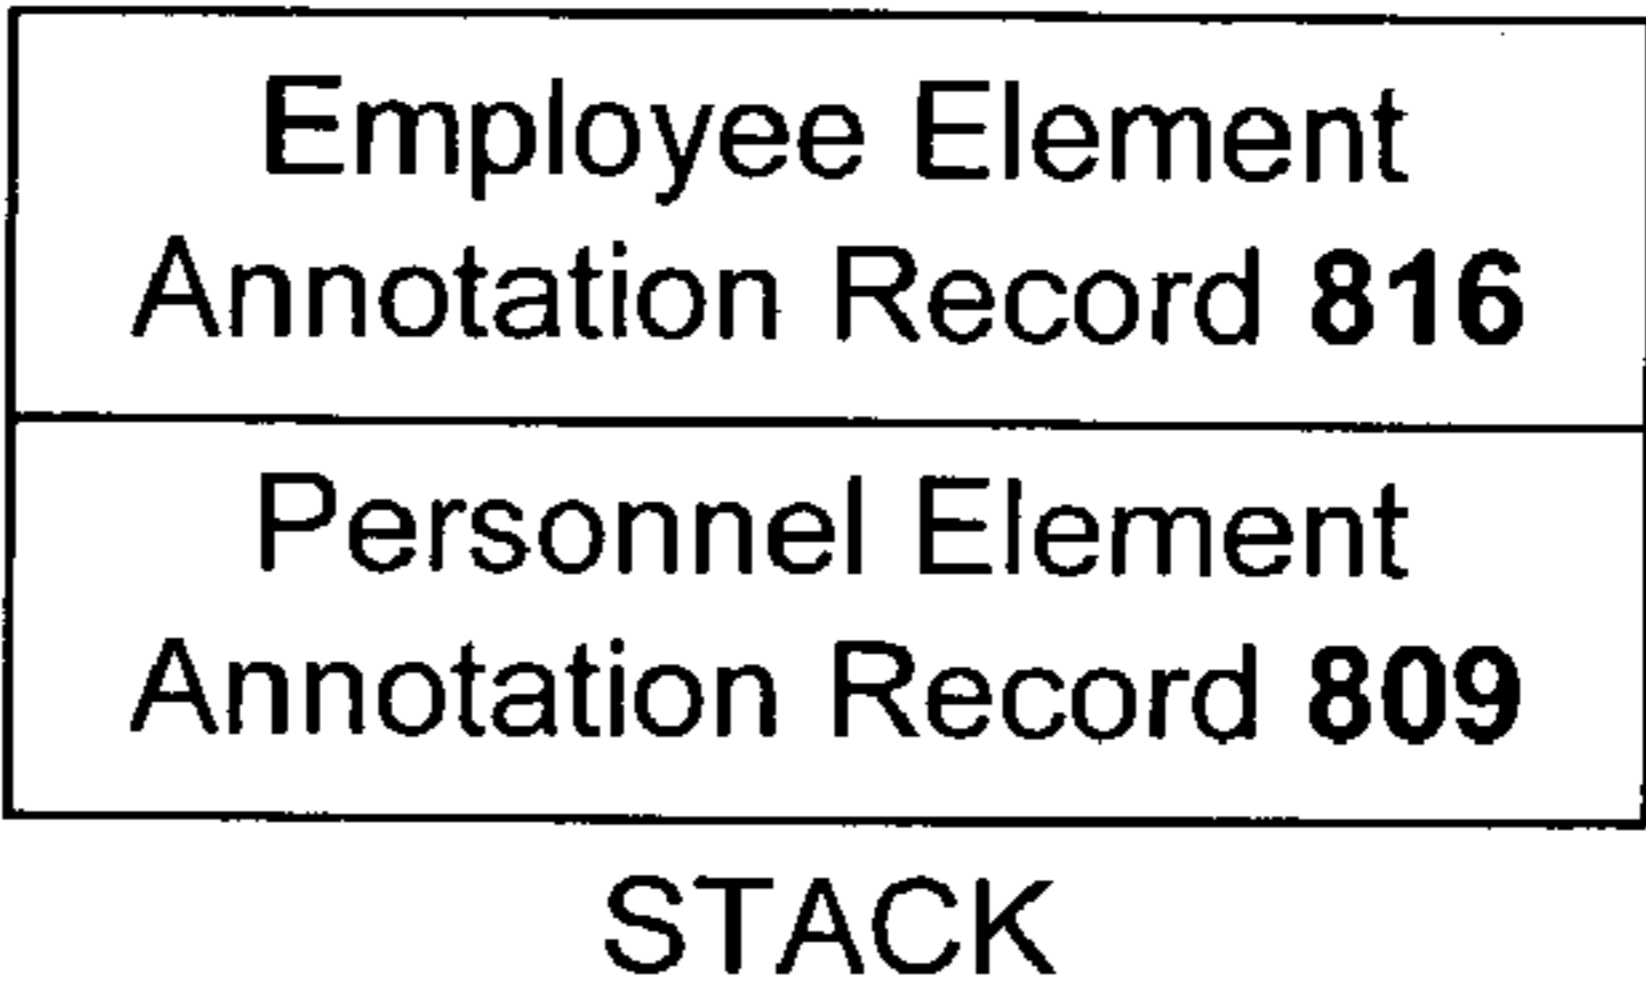 Employee Element
Annotation Record 816
Personnel Element
Annotation Record 809
STACK